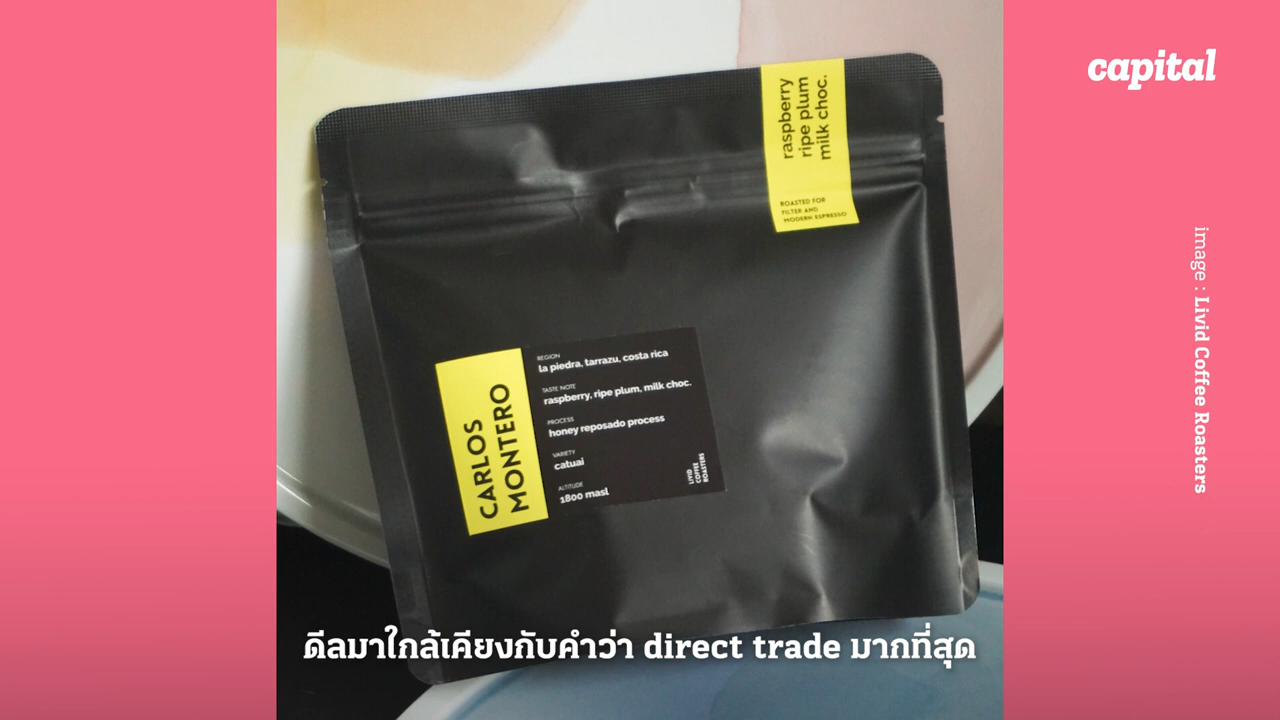 capital
image : Livid Coffee Roasters
raspberry
ripe plum
milk choc.
ROASTED FOR
FILTER AND
MODERN ESPRESSO
CARLOS
MONTERO
REGION
la piedra, tarrazu, costa rica
TASTE NOTE
raspberry, ripe plum, milk choc.
PROCESS
honey reposado process
VARIETY
catuai
ALTITUDE
1800 masl
LIVID
COFFEE
ROASTERS
ดีลมาใกล้เคียงกับคำว่า direct trade มากที่สุด